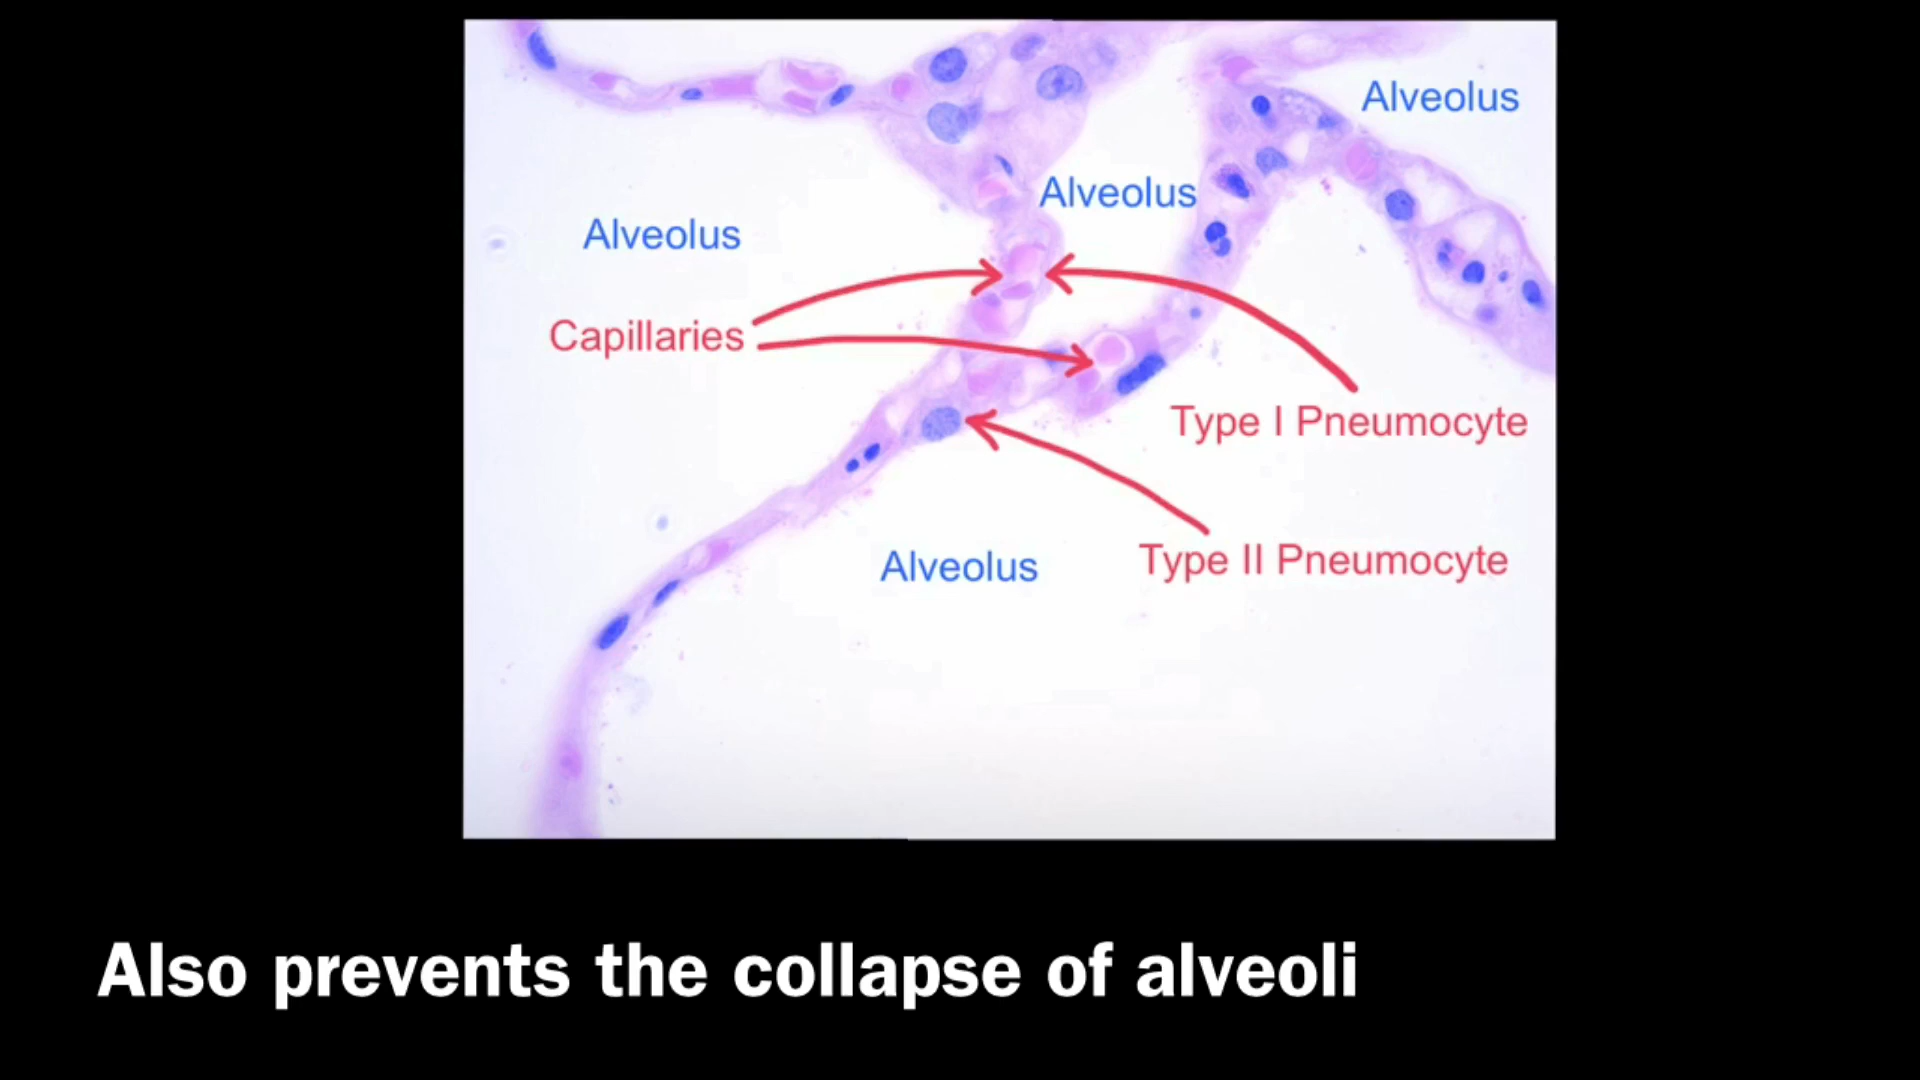 Alveolus
Alveolus
Alveolus
Capillaries
Type I Pneumocyte
Type II Pneumocyte
Alveolus
Also prevents the collapse of alveoli